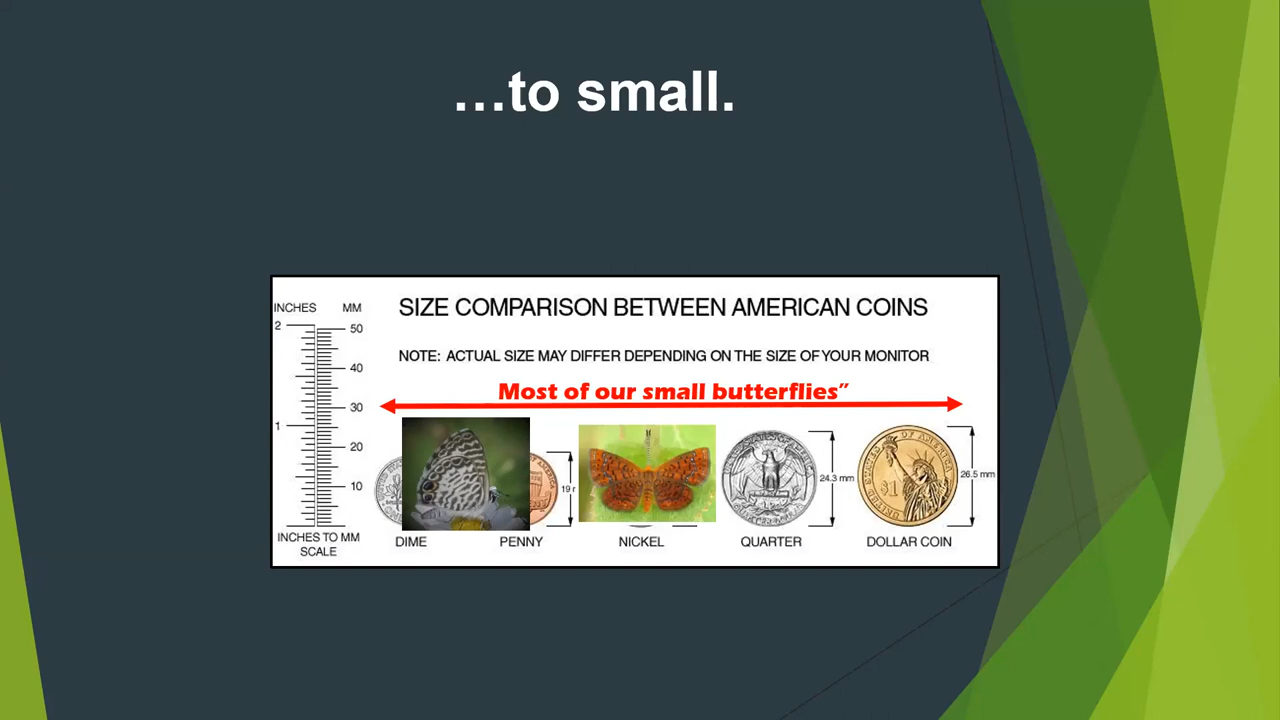 …to small.
INCHES MM
SIZE COMPARISON BETWEEN AMERICAN COINS
2 50
NOTE: ACTUAL SIZE MAY DIFFER DEPENDING ON THE SIZE OF YOUR MONITOR
40
Most of our small butterflies”
30
1
20
24.3 mm
26.5 mm
19
10
$1
INCHES TO MM
SCALE
DIME PENNY NICKEL QUARTER DOLLAR COIN